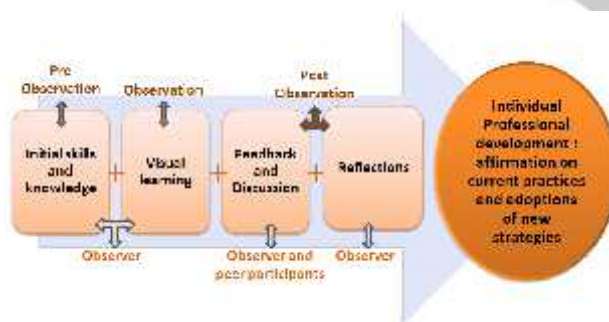 Pre
Observation
Observation
Post
Observation
Initial skills
and
knowledge
+
Visual
learning
+
Feedback
and
Discussion
+
Reflections
Observer
Observer and
peer participants
Observer
Individual
Professional
development :
affirmation on
current practices
and adoptions
of new
strategies